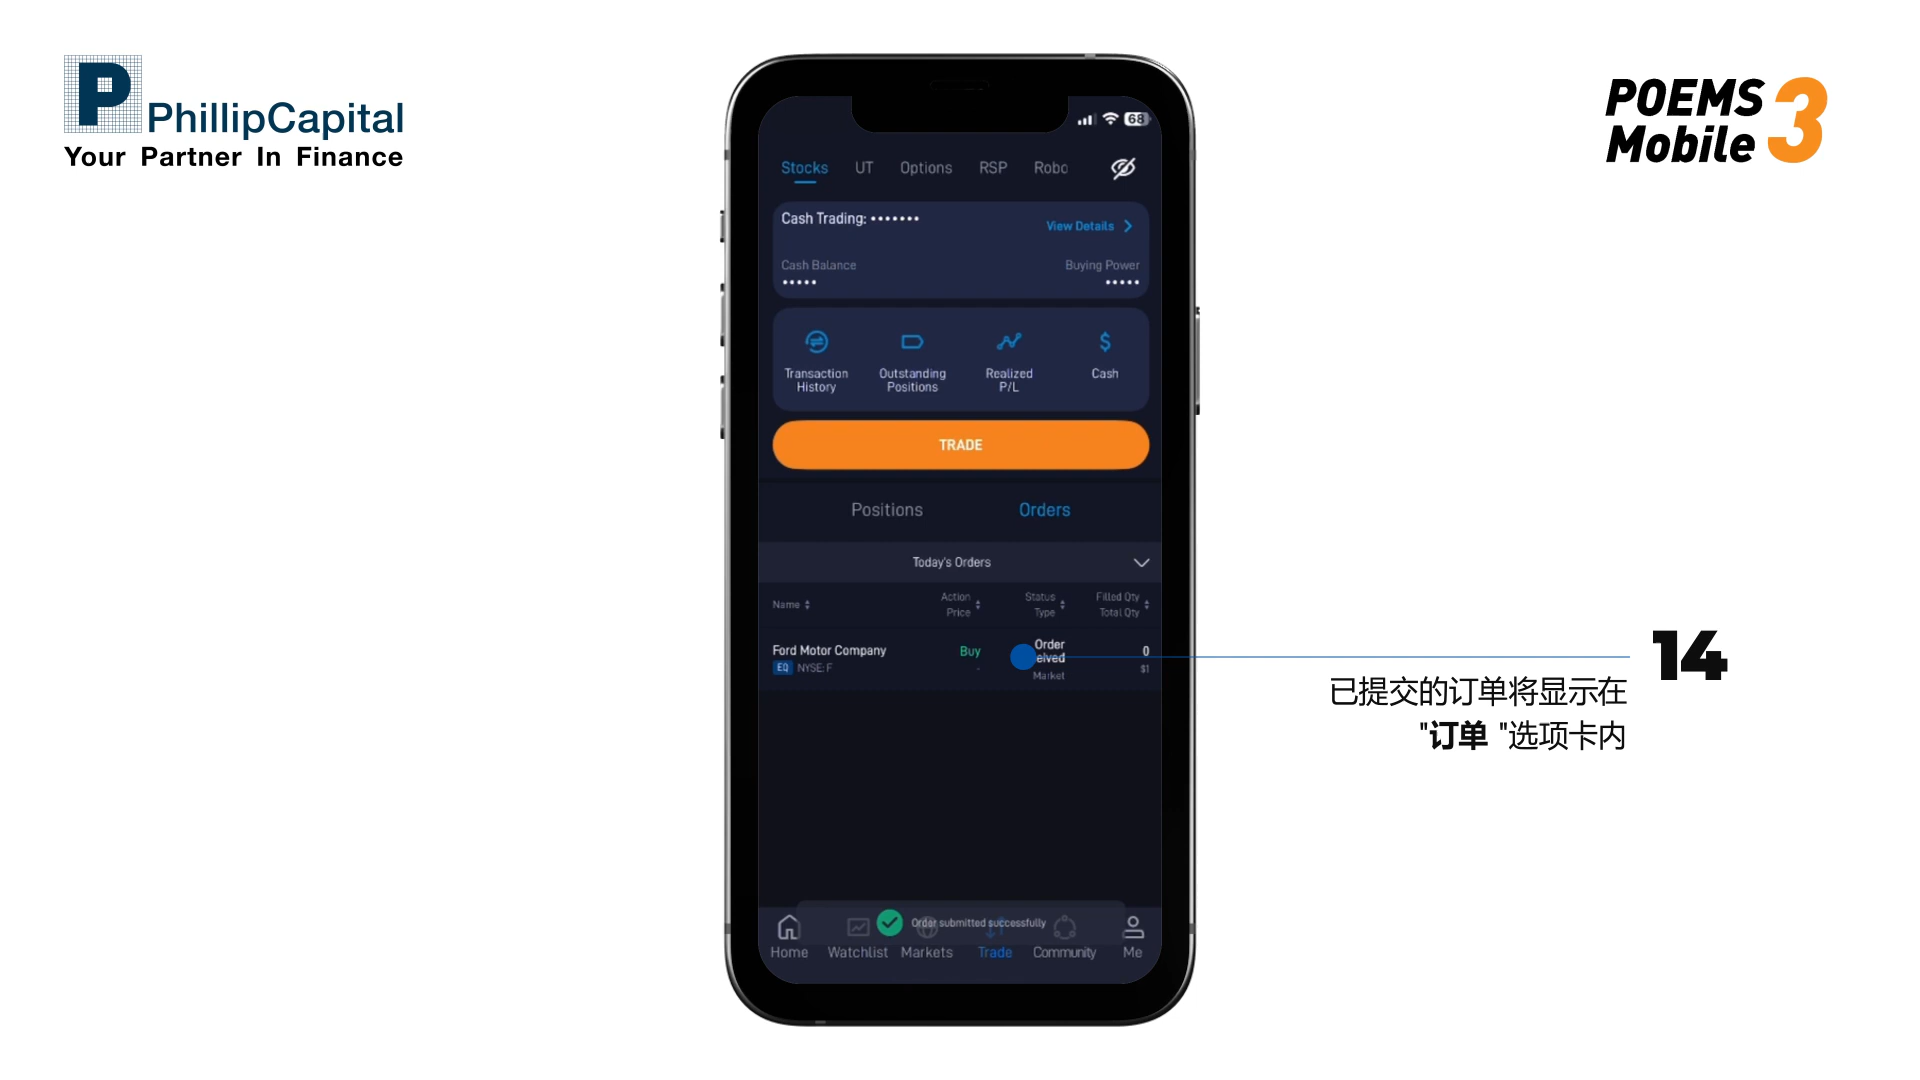 PhillipCapital
Your Partner In Finance
POEMS
Mobile 3
68
Stocks UT Options RSP Robo
Cash Trading: •••••••
View Details
Cash Balance Buying Power
••••• •••••
Transaction History
Outstanding Positions
Realized P/L
Cash
TRADE
Positions Orders
Today's Orders
Name Action Price Status Type Filled Qty Total Qty
Ford Motor Company Buy Order 0
EQ NYSE: F - Market $1
14
已提交的订单将显示在
"订单 "选项卡内
Order submitted successfully
Home Watchlist Markets Trade Community Me